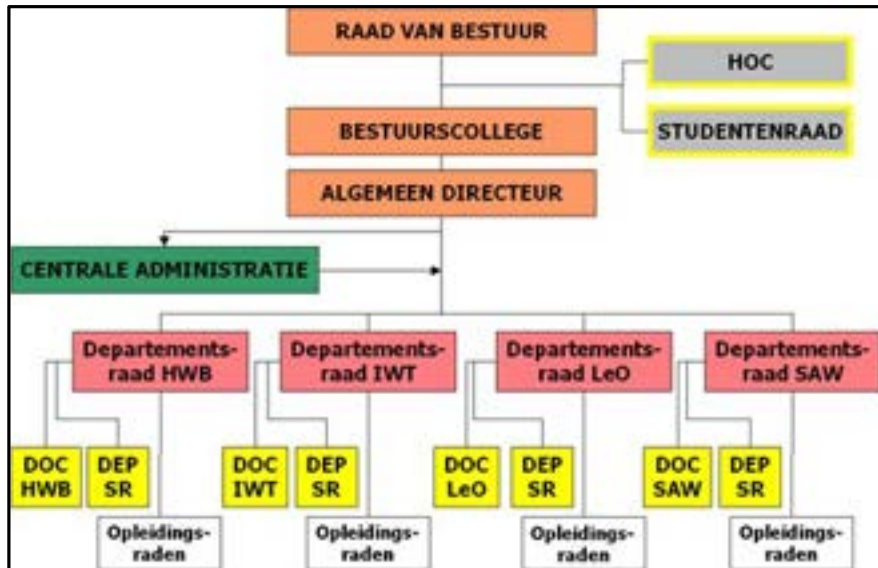 RAAD VAN BESTUUR
HOC
STUDENTENRAAD
BESTUURSCOLLEGE
ALGEMEEN DIRECTEUR
CENTRALE ADMINISTRATIE
Departements-
raad HWB
Departements-
raad IWT
Departements-
raad LeO
Departements-
raad SAW
DOC
HWB
DEP
SR
DOC
IWT
DEP
SR
DOC
LeO
DEP
SR
DOC
SAW
DEP
SR
Opleidings-
raden
Opleidings-
raden
Opleidings-
raden
Opleidings-
raden